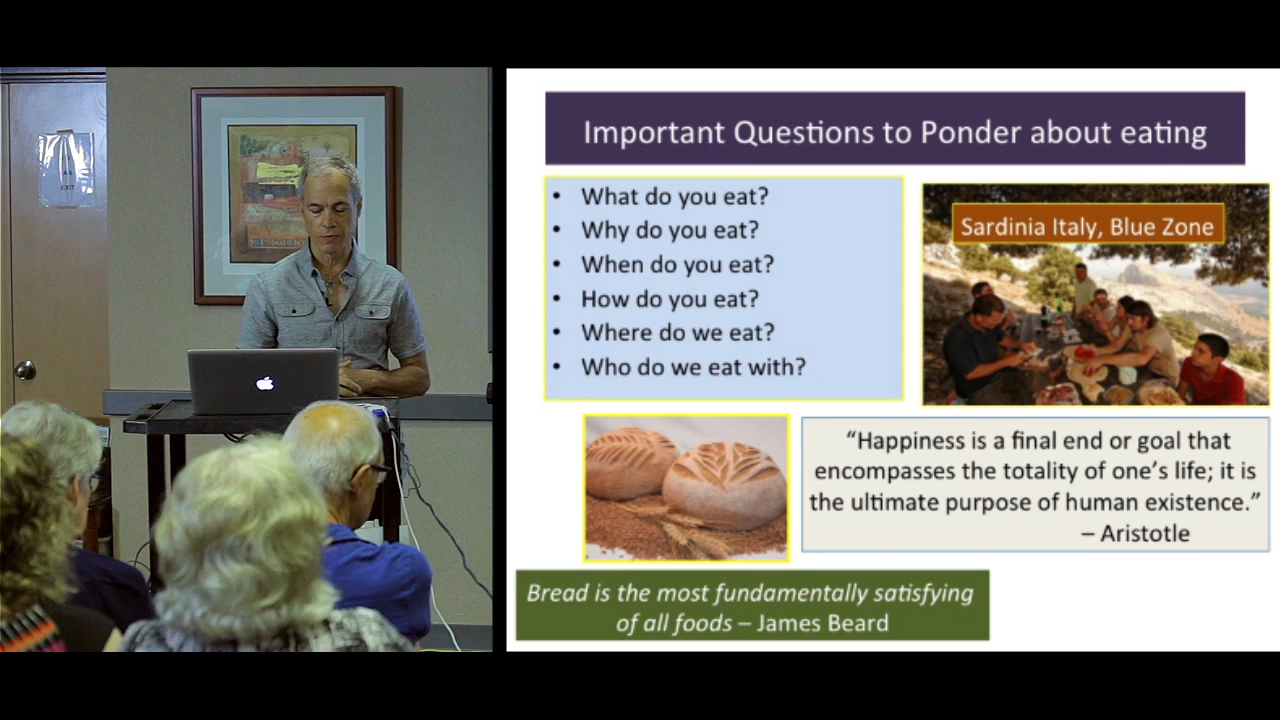 EXIT
Important Questions to Ponder about eating
• What do you eat?
• Why do you eat?
• When do you eat?
• How do you eat?
• Where do we eat?
• Who do we eat with?
Sardinia Italy, Blue Zone
“Happiness is a final end or goal that
encompasses the totality of one’s life; it is
the ultimate purpose of human existence.”
– Aristotle
Bread is the most fundamentally satisfying
of all foods – James Beard